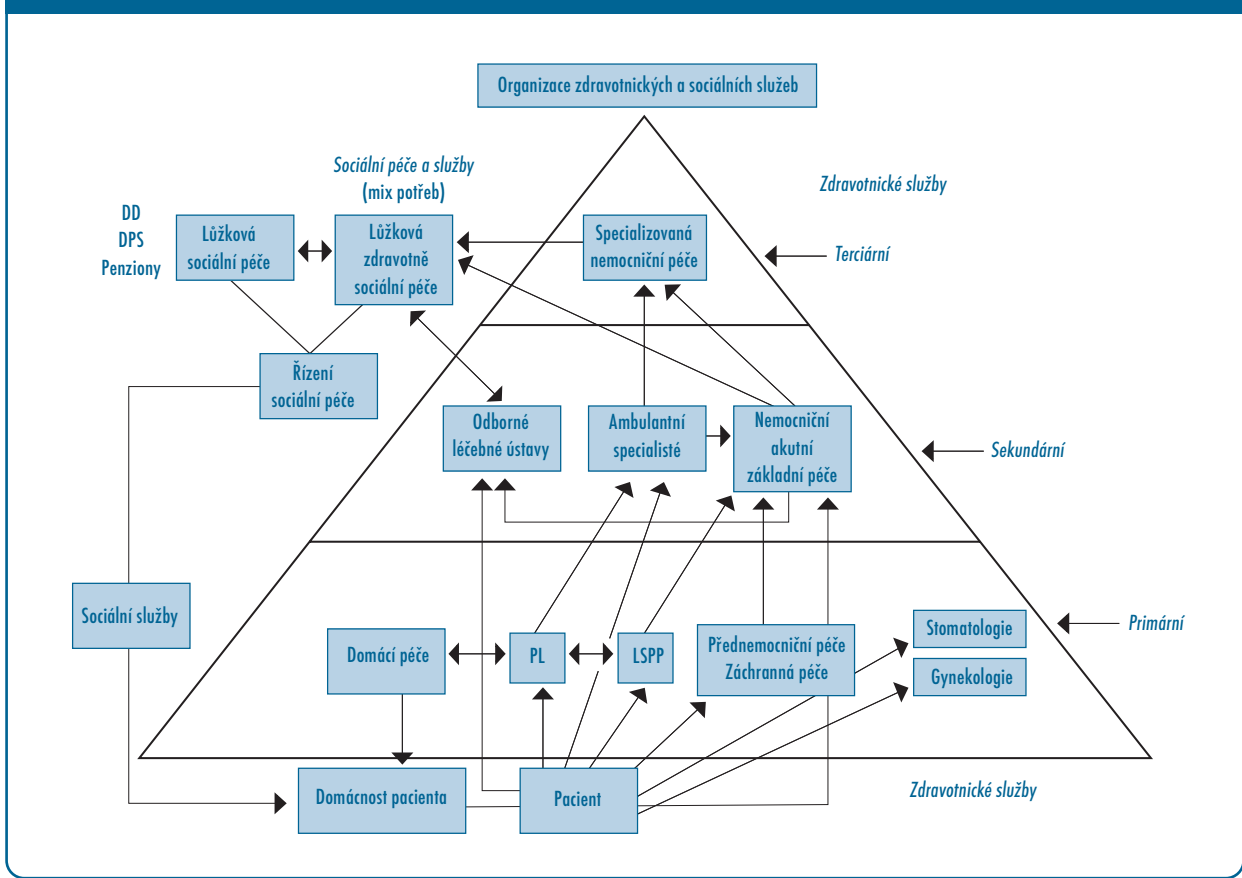 Organizace zdravotnických a sociálních služeb
Sociální péče a služby
(mix potřeb)
Zdravotnické služby
DD
DPS
Penziony
Lůžková
sociální péče
Lůžková
zdravotně
sociální péče
Specializovaná
nemocniční péče
Terciární
Řízení
sociální péče
Odborné
léčebné ústavy
Ambulantní
specialisté
Nemocniční
akutní
základní péče
Sekundární
Sociální služby
Domácí péče
PL
LSPP
Přednemocniční péče
Záchranná péče
Stomatologie
Gynekologie
Primární
Domácnost pacienta
Pacient
Zdravotnické služby